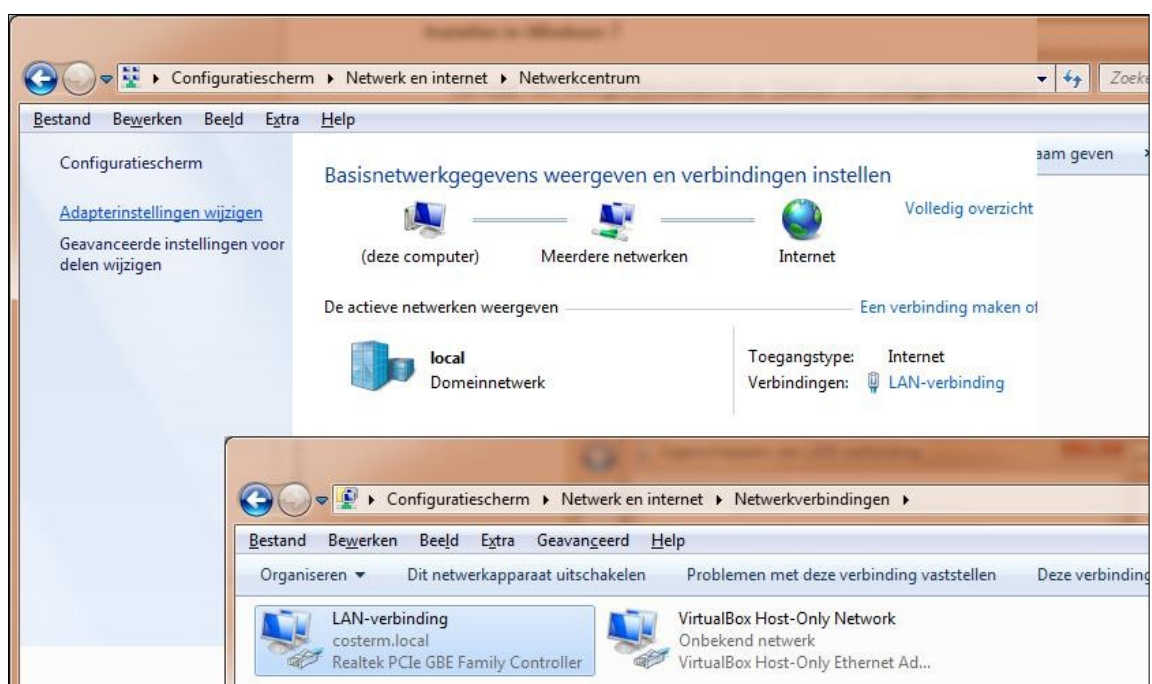 Configuratiescherm ▸ Netwerk en internet ▸ Netwerkcentrum
Bestand Bewerken Beeld Extra Help
Configuratiescherm
Adapterinstellingen wijzigen
Geavanceerde instellingen voor
delen wijzigen
Basisnetwerkgegevens weergeven en verbindingen instellen
(deze computer) Meerdere netwerken Internet
Volledig overzicht
aam geven
De actieve netwerken weergeven
Een verbinding maken of
local
Domeinnetwerk
Toegangstype: Internet
Verbindingen: LAN-verbinding
Configuratiescherm ▸ Netwerk en internet ▸ Netwerkverbindingen ▸
Bestand Bewerken Beeld Extra Geavanceerd Help
Organiseren Dit netwerkapparaat uitschakelen Problemen met deze verbinding vaststellen Deze verbinding
LAN-verbinding
costerm.local
Realtek PCIe GBE Family Controller
VirtualBox Host-Only Network
Onbekend netwerk
VirtualBox Host-Only Ethernet Ad...